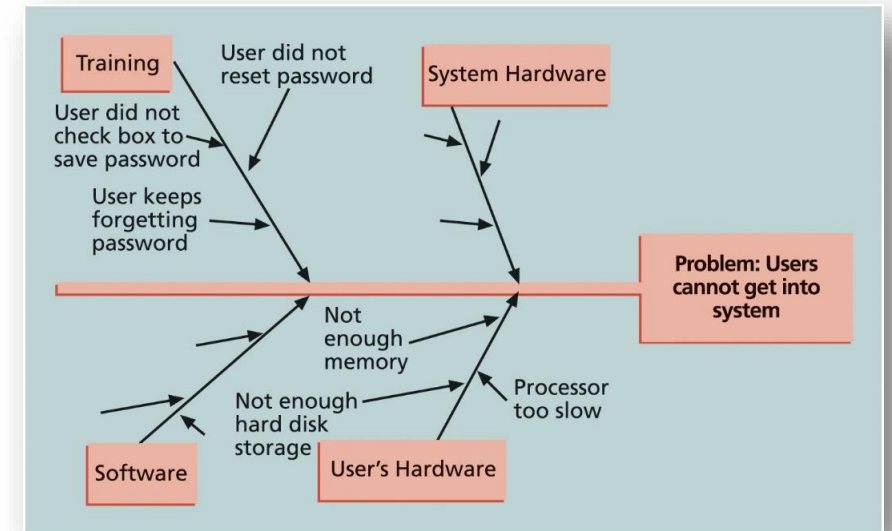 Training
User did not
reset password
System Hardware
User did not
check box to
save password
User keeps
forgetting
password
Problem: Users
cannot get into
system
Not
enough
memory
Not enough
hard disk
storage
Processor
too slow
Software
User’s Hardware